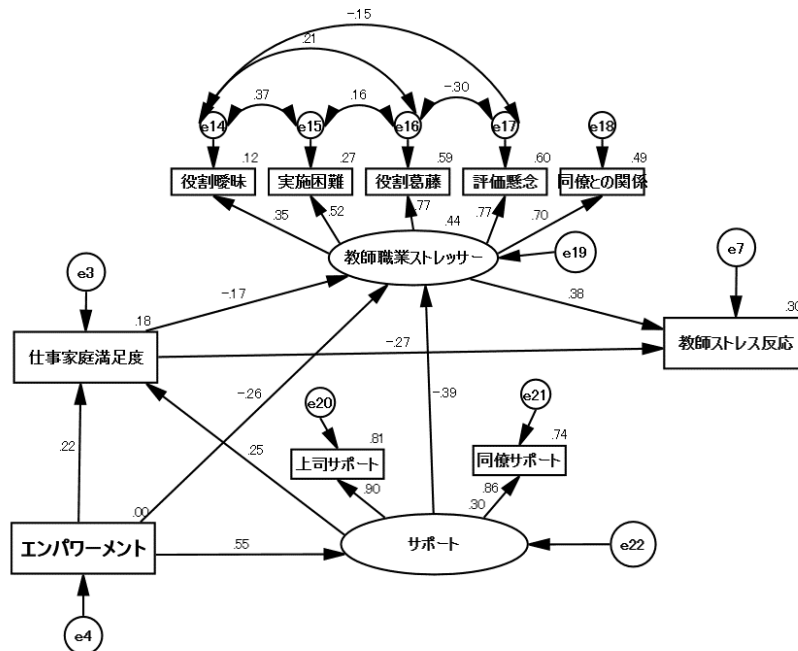 -.15
.21
.37
.16
-.30
e14
e15
e16
e17
e18
.12
.27
.59
.60
.49
役割曖昧
実施困難
役割葛藤
評価懸念
同僚との関係
.35
.52
.77
.77
.70
.44
教師職業ストレッサー
e19
e3
e7
.18
-.17
.38
.30
仕事家庭満足度
教師ストレス反応
-.27
-.26
-.39
e20
e21
.81
.74
上司サポート
同僚サポート
.22
.25
.90
.86
.30
.00
エンパワーメント
.55
サポート
e22
e4